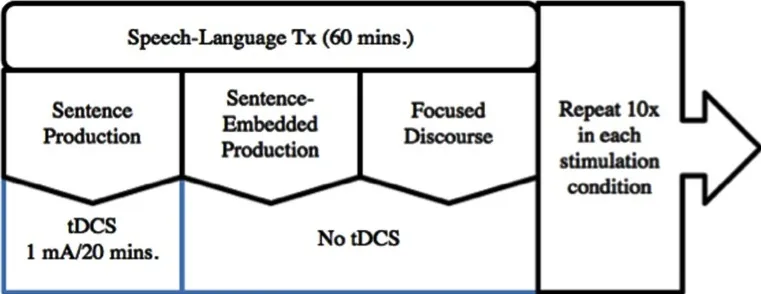 Speech-Language Tx (60 mins.)
Sentence
Production
Sentence-
Embedded
Production
Focused
Discourse
Repeat 10x
in each
stimulation
condition
tDCS
1 mA/20 mins.
No tDCS